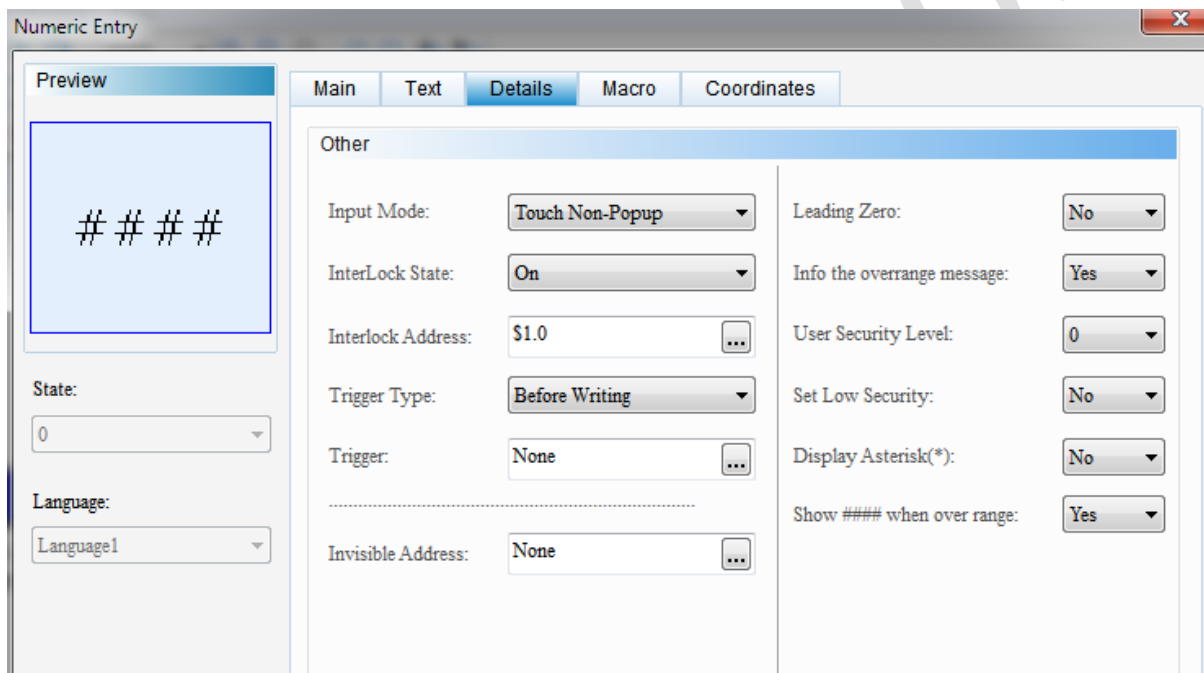 Numeric Entry
Preview
# # # #
State:
0
Language:
Language1
Main Text Details Macro Coordinates
Other
Input Mode: Touch Non-Popup
InterLock State: On
Interlock Address: $1.0 ...
Trigger Type: Before Writing
Trigger: None ...
Invisible Address: None ...
Leading Zero: No
Info the overrange message: Yes
User Security Level: 0
Set Low Security: No
Display Asterisk(*): No
Show #### when over range: Yes